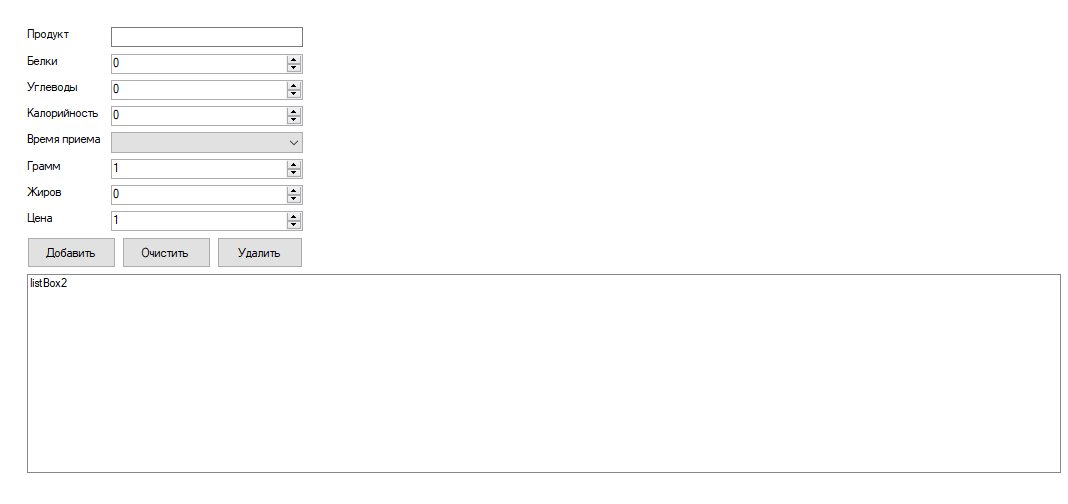 Продукт
Белки 0
Углеводы 0
Калорийность 0
Время приема
Грамм 1
Жиров 0
Цена 1
Добавить Очистить Удалить
listBox2